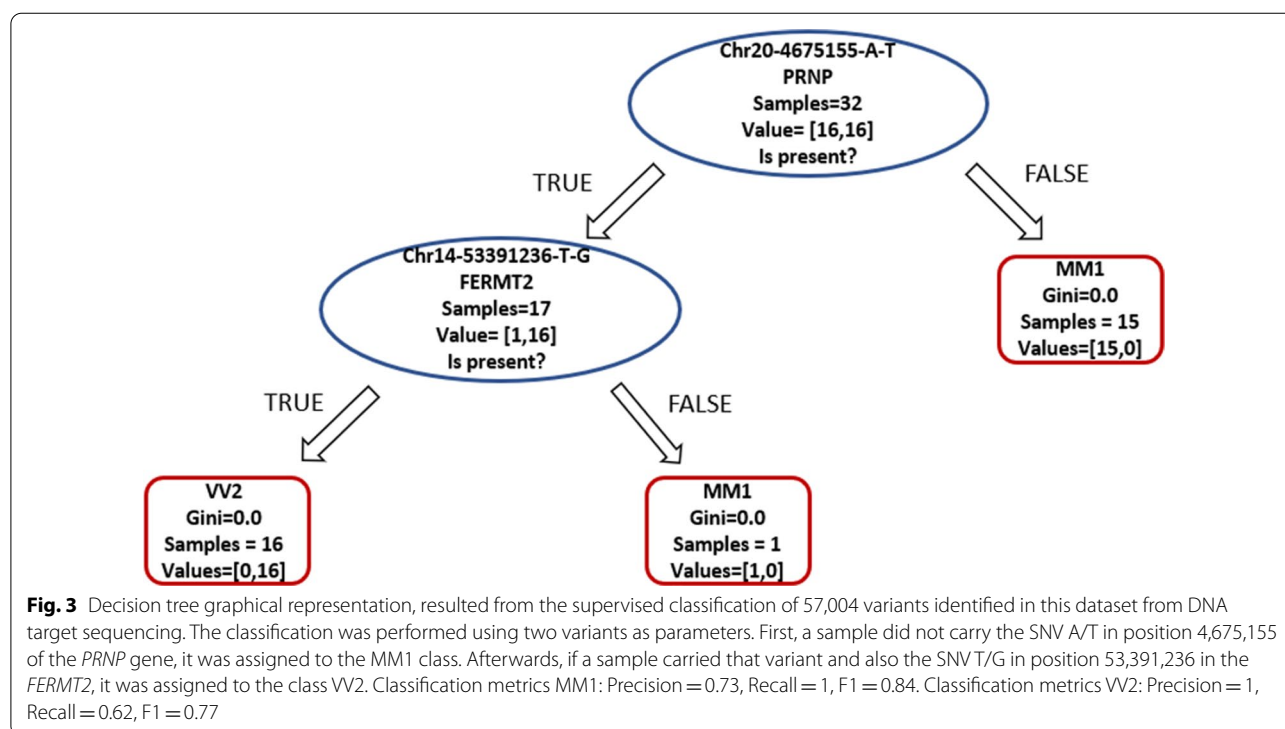 Chr20-4675155-A-T
PRNP
Samples=32
Value= [16,16]
Is present?
TRUE
FALSE
Chr14-53391236-T-G
FERMT2
Samples=17
Value= [1,16]
Is present?
MM1
Gini=0.0
Samples = 15
Values=[15,0]
TRUE
FALSE
VV2
Gini=0.0
Samples = 16
Values=[0,16]
MM1
Gini=0.0
Samples = 1
Values=[1,0]
Fig. 3 Decision tree graphical representation, resulted from the supervised classification of 57,004 variants identified in this dataset from DNA
target sequencing. The classification was performed using two variants as parameters. First, a sample did not carry the SNV A/T in position 4,675,155
of the PRNP gene, it was assigned to the MM1 class. Afterwards, if a sample carried that variant and also the SNV T/G in position 53,391,236 in the
FERMT2, it was assigned to the class VV2. Classification metrics MM1: Precision = 0.73, Recall = 1, F1 = 0.84. Classification metrics VV2: Precision = 1,
Recall = 0.62, F1 = 0.77